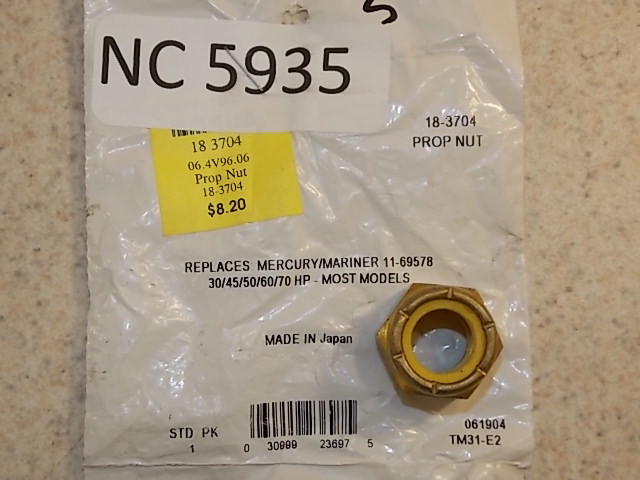 5
NC 5935
18 3704
06.4V96.06
Prop Nut
18-3704
$8.20
18-3704
PROP NUT
REPLACES MERCURY/MARINER 11-69578
30/45/50/60/70 HP - MOST MODELS
MADE IN Japan
STD PK
1
0 30999 23697 5
061904
TM31-E2